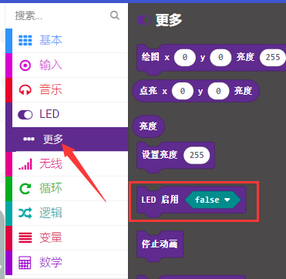 搜索...
基本
输入
音乐
LED
更多
无线
循环
逻辑
变量
数学
更多
绘图 x 0 y 0 亮度 255
点亮 x 0 y 0
亮度
设置亮度 255
LED 启用 false
停止动画